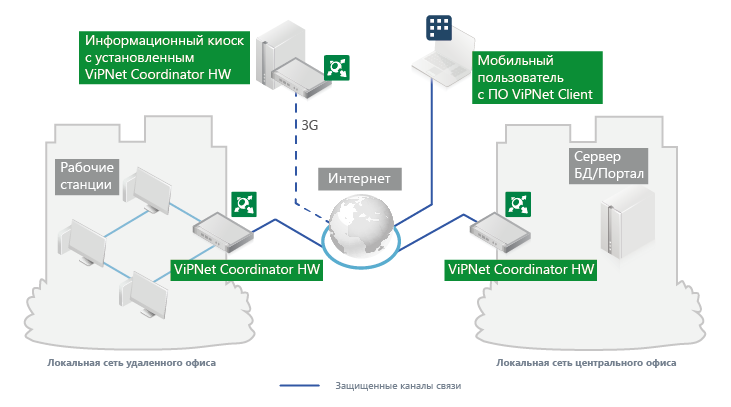 Информационный киоск
с установленным
ViPNet Coordinator HW
Мобильный
пользователь
с ПО ViPNet Client
3G
Рабочие
станции
Интернет
Сервер
БД/Портал
ViPNet Coordinator HW
ViPNet Coordinator HW
Локальная сеть удаленного офиса
Локальная сеть центрального офиса
Защищенные каналы связи